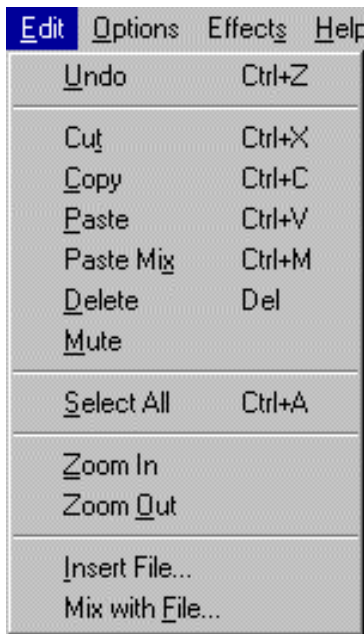 Edit Options Effects Help
Undo Ctrl+Z
Cut Ctrl+X
Copy Ctrl+C
Paste Ctrl+V
Paste Mix Ctrl+M
Delete Del
Mute
Select All Ctrl+A
Zoom In
Zoom Out
Insert File...
Mix with File...